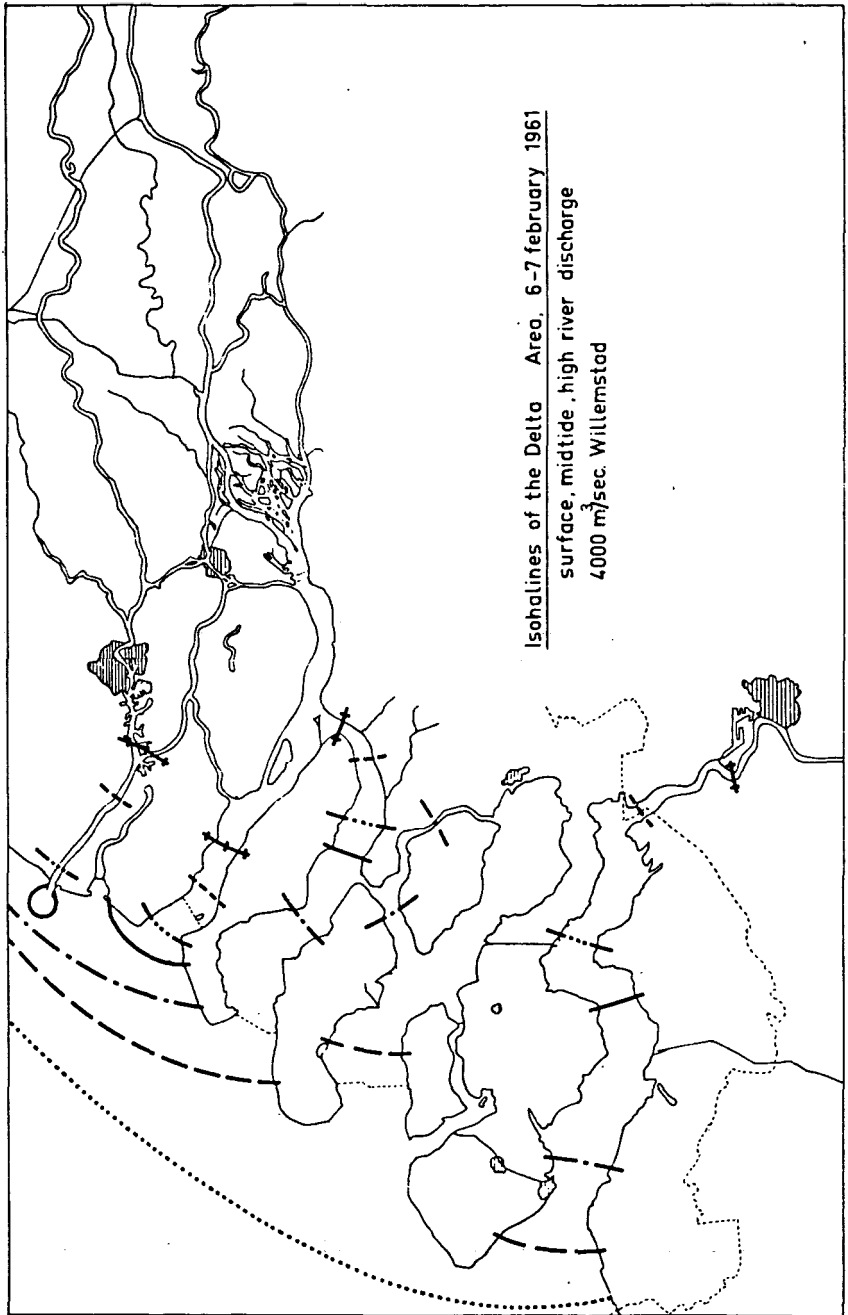 Isohalines of the Delta Area, 6-7 february 1961
surface, midtide, high river discharge
4000 m³/sec. Willemstad